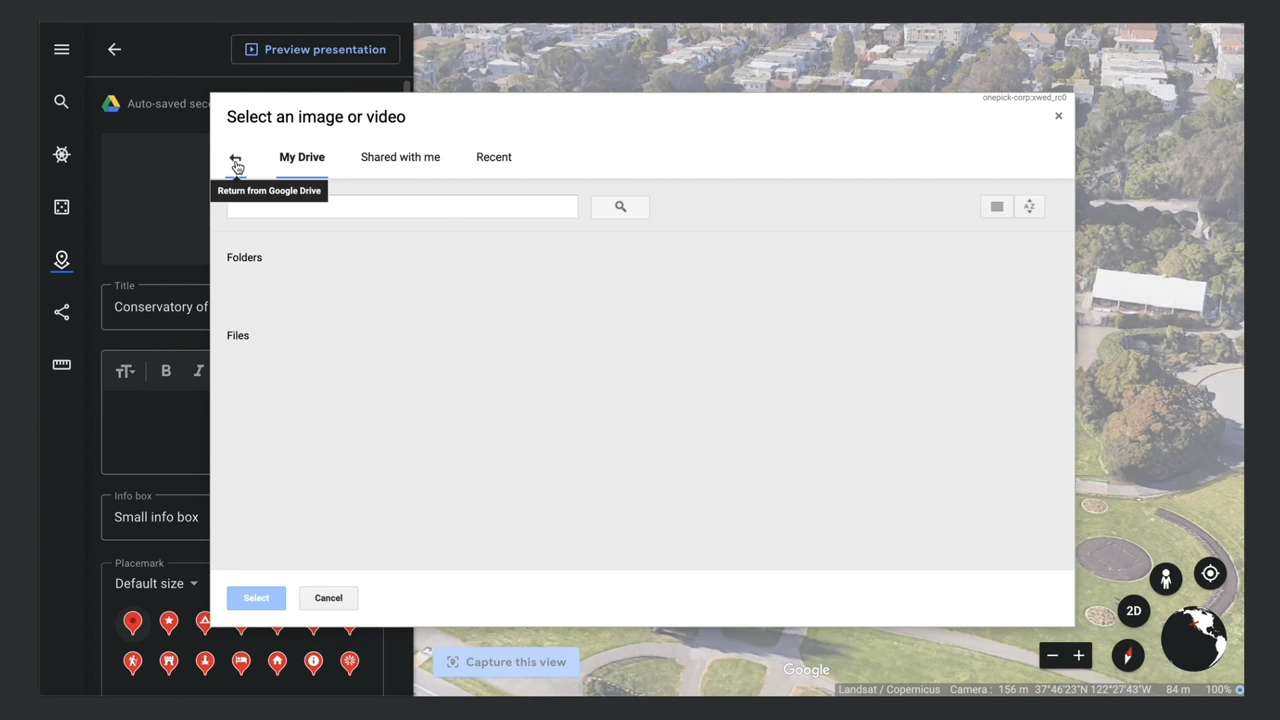 Preview presentation
Auto-saved seco
onepick-corp:xwed_rc0
Select an image or video
My Drive
Shared with me
Recent
Return from Google Drive
Folders
Files
Title
Conservatory of
B
I
Info box
Small info box
Placemark
Default size
Select
Cancel
2D
Capture this view
Google
Landsat / Copernicus Camera: 156 m 37°46'23"N 122°27'43"W 84 m 100%